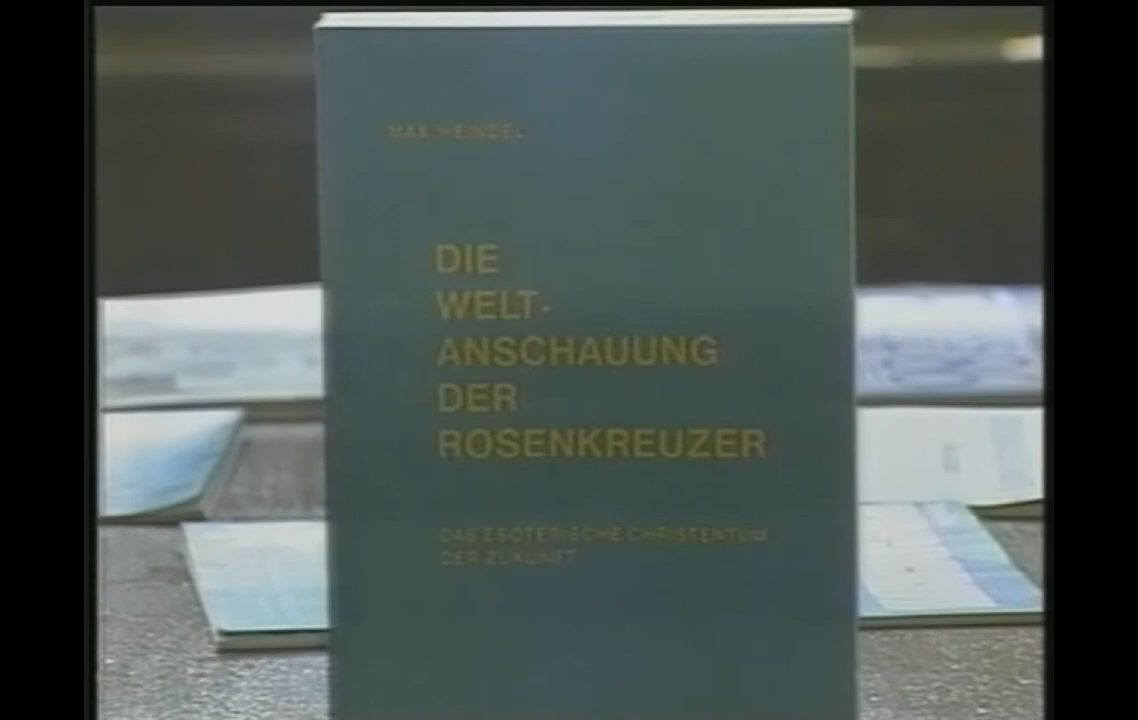 MAX HEINDEL
DIE
WELT-
ANSCHAUUNG
DER
ROSENKREUZER
DAS ESOTERISCHE CHRISTENTUM
DER ZUKUNFT